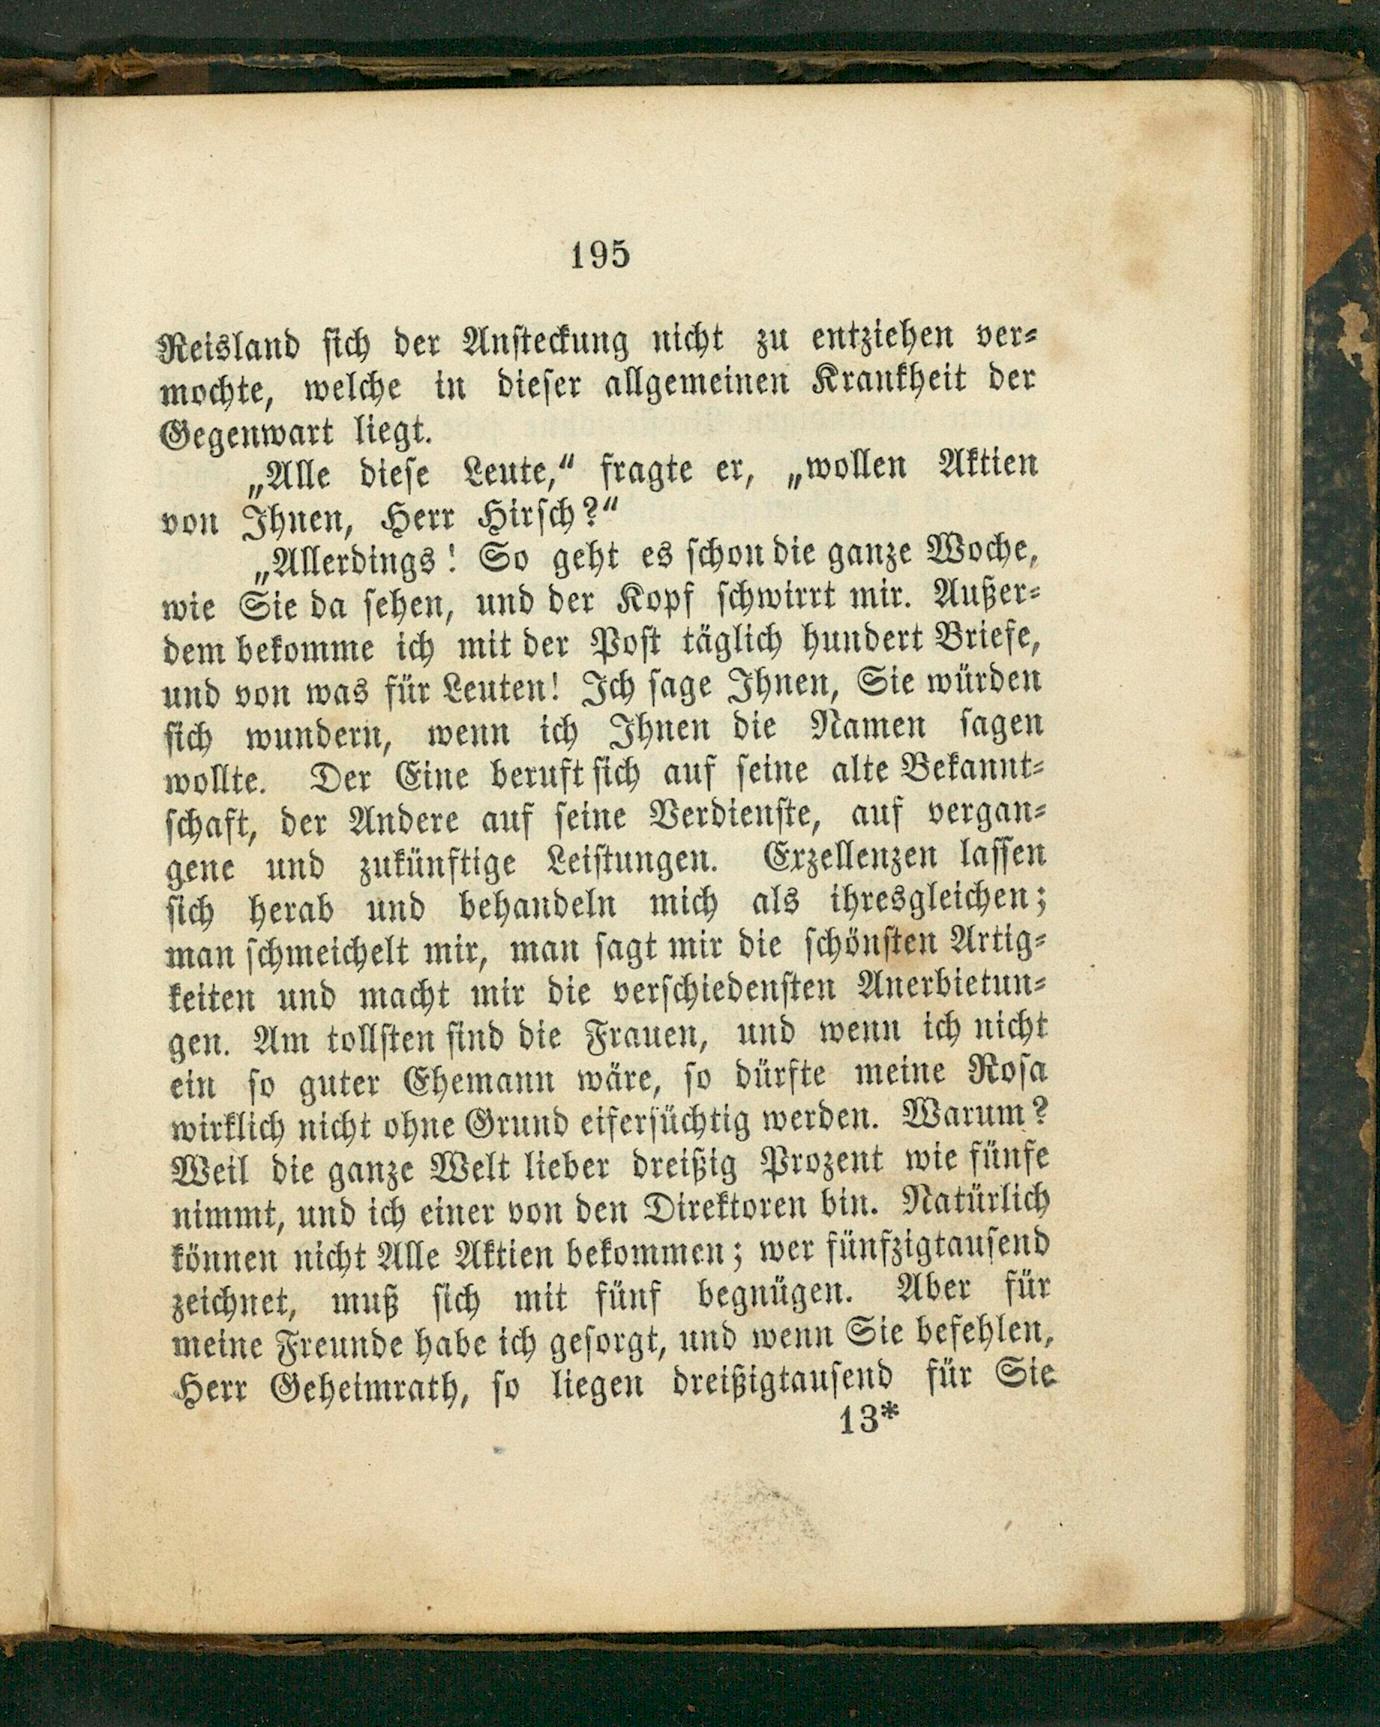 195
Reisland sich der Ansteckung nicht zu entziehen ver-
mochte, welche in dieser allgemeinen Krankheit der
Gegenwart liegt.
„Alle diese Leute,“ fragte er, „wollen Aktien
von Ihnen, Herr Hirsch?“
„Allerdings! So geht es schon die ganze Woche,
wie Sie da sehen, und der Kopf schwirrt mir. Außer-
dem bekomme ich mit der Post täglich hundert Briefe,
und von was für Leuten! Ich sage Ihnen, Sie würden
sich wundern, wenn ich Ihnen die Namen sagen
wollte. Der Eine beruft sich auf seine alte Bekannt-
schaft, der Andere auf seine Verdienste, auf vergan-
gene und zukünftige Leistungen. Exzellenzen lassen
sich herab und behandeln mich als ihresgleichen;
man schmeichelt mir, man sagt mir die schönsten Artig-
keiten und macht mir die verschiedensten Anerbietun-
gen. Am tollsten sind die Frauen, und wenn ich nicht
ein so guter Ehemann wäre, so dürfte meine Rosa
wirklich nicht ohne Grund eifersüchtig werden. Warum?
Weil die ganze Welt lieber dreißig Prozent wie fünfe
nimmt, und ich einer von den Direktoren bin. Natürlich
können nicht Alle Aktien bekommen; wer fünfzigtausend
zeichnet, muß sich mit fünf begnügen. Aber für
meine Freunde habe ich gesorgt, und wenn Sie befehlen,
Herr Geheimrath, so liegen dreißigtausend für Sie
13*